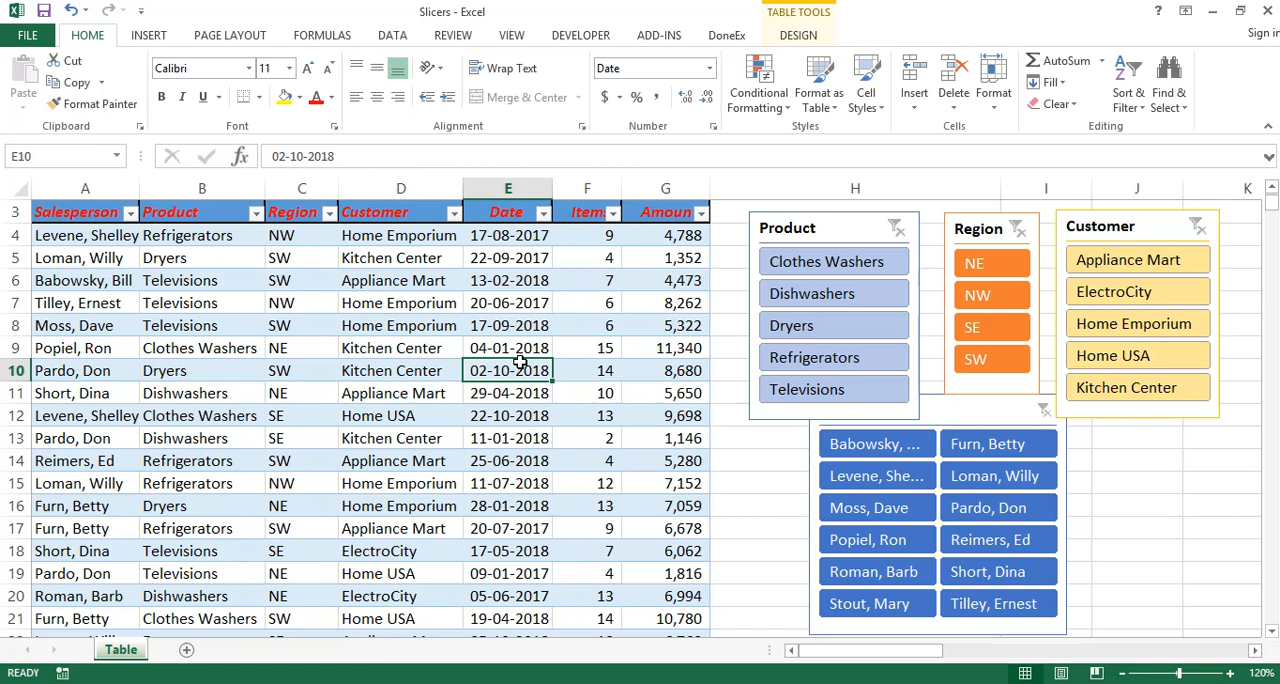 Slicers - Excel
TABLE TOOLS
?
FILE HOME INSERT PAGE LAYOUT FORMULAS DATA REVIEW VIEW DEVELOPER ADD-INS DoneEx DESIGN Sign in
Paste
Cut
Copy
Format Painter
Clipboard
Calibri 11
B I U A
Font
Wrap Text
Merge & Center
Alignment
Date
$ % ,
Number
Conditional Formatting
Format as Table
Cell Styles
Styles
Insert
Delete
Format
Cells
AutoSum
Fill
Clear
Sort & Filter
Find & Select
Editing
E10 fx 02-10-2018
A B C D E F G H I J K
3 Salesperson Product Region Customer Date Items Amoun
4 Levene, Shelley Refrigerators NW Home Emporium 17-08-2017 9 4,788
5 Loman, Willy Dryers SW Kitchen Center 22-09-2017 4 1,352
6 Babowsky, Bill Televisions SW Appliance Mart 13-02-2018 7 4,473
7 Tilley, Ernest Televisions NW Home Emporium 20-06-2017 6 8,262
8 Moss, Dave Televisions SW Home Emporium 17-09-2018 6 5,322
9 Popiel, Ron Clothes Washers NE Kitchen Center 04-01-2018 15 11,340
10 Pardo, Don Dryers SW Kitchen Center 02-10-2018 14 8,680
11 Short, Dina Dishwashers NE Appliance Mart 29-04-2018 10 5,650
12 Levene, Shelley Clothes Washers SE Home USA 22-10-2018 13 9,698
13 Pardo, Don Dishwashers SE Kitchen Center 11-01-2018 2 1,146
14 Reimers, Ed Refrigerators SW Appliance Mart 25-06-2018 4 5,280
15 Loman, Willy Refrigerators NW Home USA 11-07-2018 12 7,152
16 Furn, Betty Dryers NE Home Emporium 28-01-2018 13 7,059
17 Furn, Betty Refrigerators SW Appliance Mart 20-07-2017 9 6,678
18 Short, Dina Televisions SE ElectroCity 17-05-2018 7 6,062
19 Pardo, Don Televisions NE Home USA 09-01-2017 4 1,816
20 Roman, Barb Dishwashers NE ElectroCity 05-06-2017 13 6,994
21 Furn, Betty Clothes Washers SW Home USA 19-04-2018 14 10,780
Product
Clothes Washers
Dishwashers
Dryers
Refrigerators
Televisions
Region
NE
NW
SE
SW
Customer
Appliance Mart
ElectroCity
Home Emporium
Home USA
Kitchen Center
Babowsky, ... Furn, Betty
Levene, She... Loman, Willy
Moss, Dave Pardo, Don
Popiel, Ron Reimers, Ed
Roman, Barb Short, Dina
Stout, Mary Tilley, Ernest
Table
READY 120%